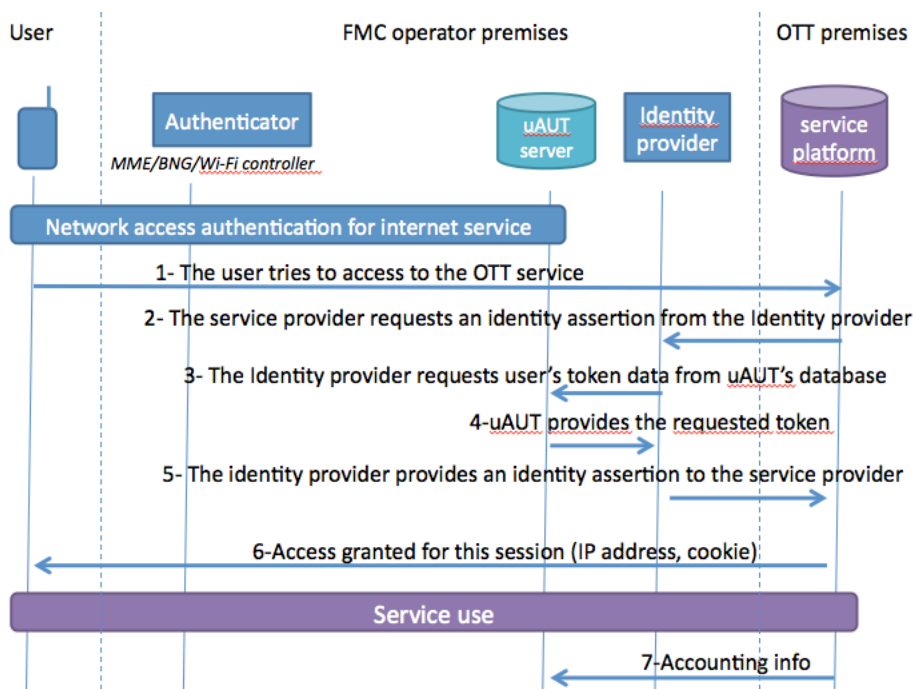 User
FMC operator premises
OTT premises
Authenticator
MME/BNG/Wi-Fi controller
uAUT
server
Identity
provider
service
platform
Network access authentication for internet service
1- The user tries to access to the OTT service
2- The service provider requests an identity assertion from the Identity provider
3- The Identity provider requests user's token data from uAUT's database
4-uAUT provides the requested token
5- The identity provider provides an identity assertion to the service provider
6-Access granted for this session (IP address, cookie)
Service use
7-Accounting info